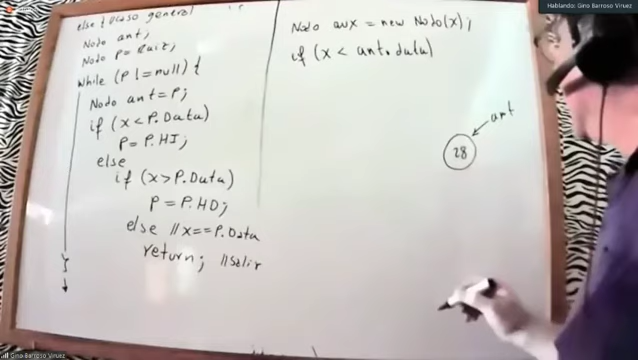 Hablando: Gino Barroso Viruez
else { //caso general
Nodo ant;
Nodo p= Raiz;
while (P != null) {
Nodo ant=P;
if (x < P.Data)
P= P.HI;
else
if (x>P.Data)
P= P.HD;
else //x==P.Data
return; //Salir
}
Nodo aux = new Nodo(x);
if (x < ant.data)
ant
28
Gino Barroso Viruez